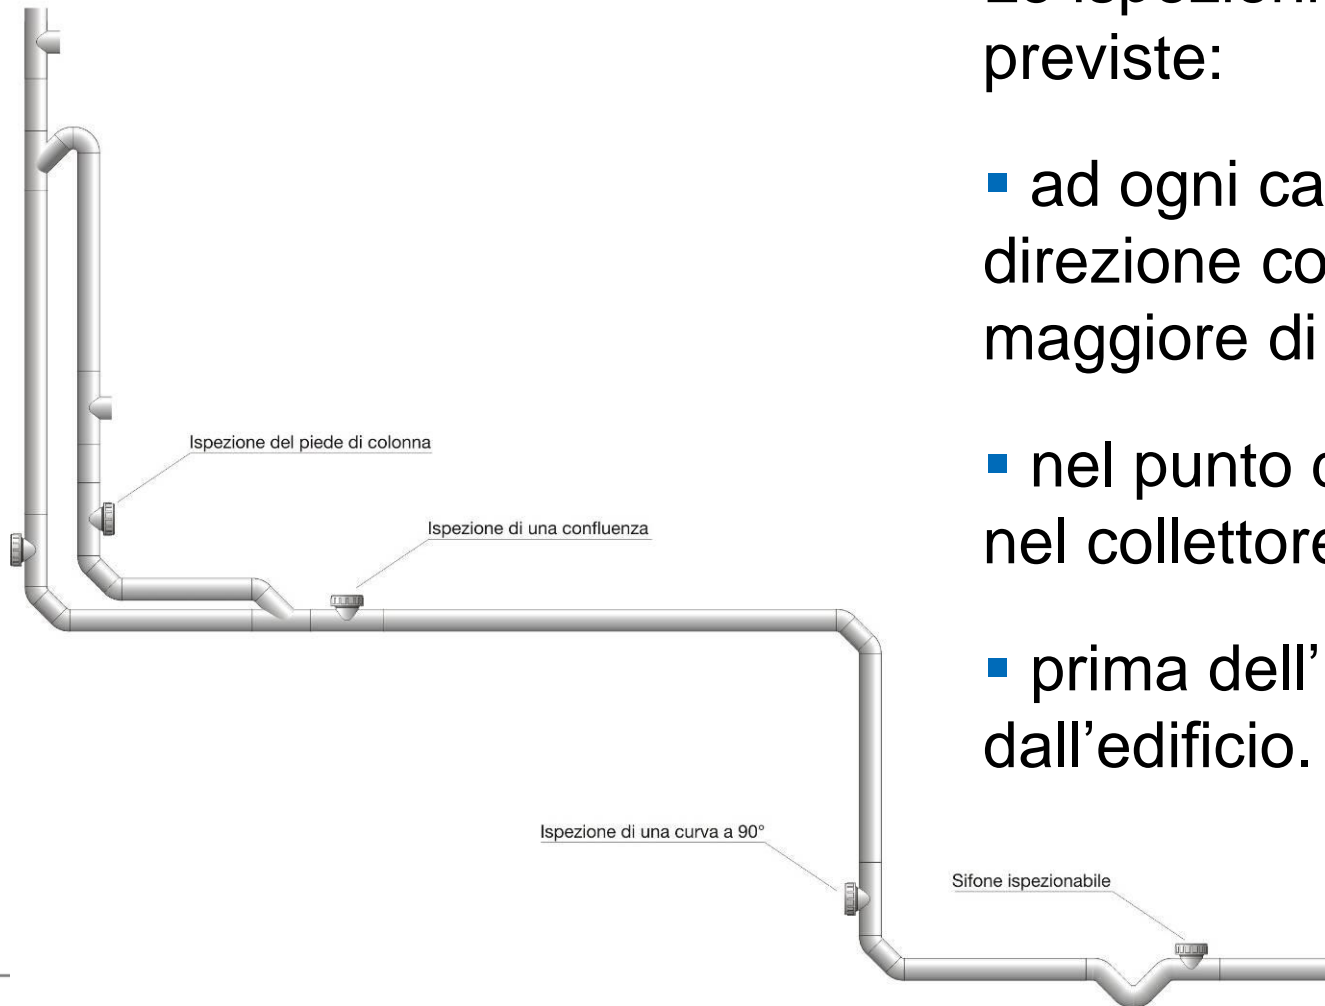 previste:
▪ ad ogni ca
direzione co
maggiore di
▪ nel punto
nel collettore
▪ prima dell’
dall’edificio.
Ispezione del piede di colonna
Ispezione di una confluenza
Ispezione di una curva a 90°
Sifone ispezionabile